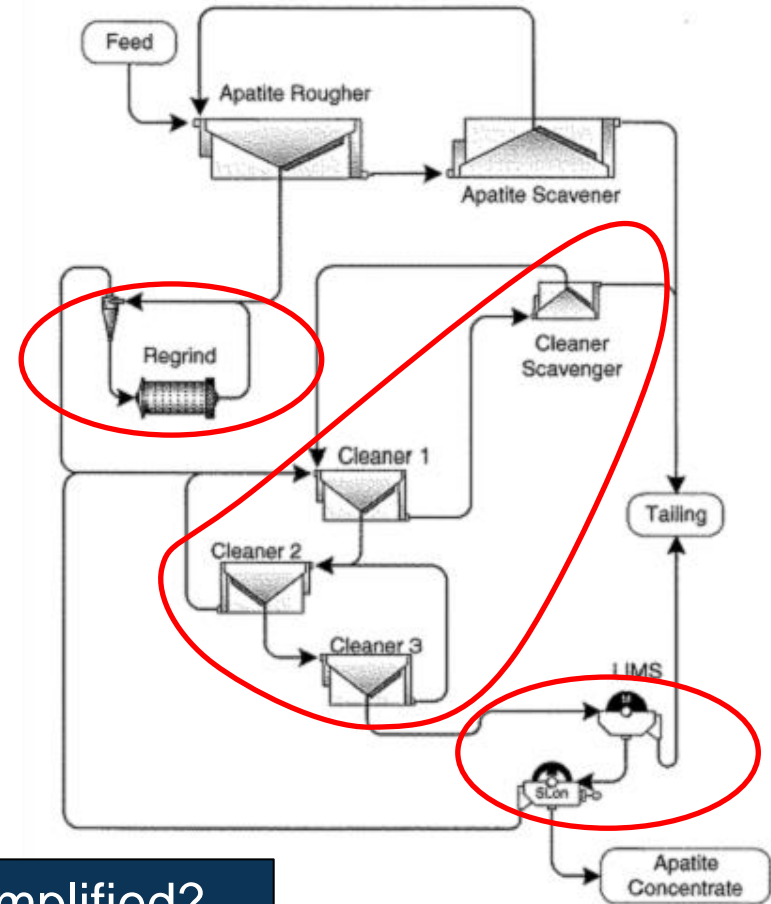 Feed
Apatite Rougher
Apatite Scavener
Regrind
Cleaner
Scavenger
Cleaner 1
Tailing
Cleaner 2
Cleaner 3
LIMS
SLon
Apatite
Concentrate